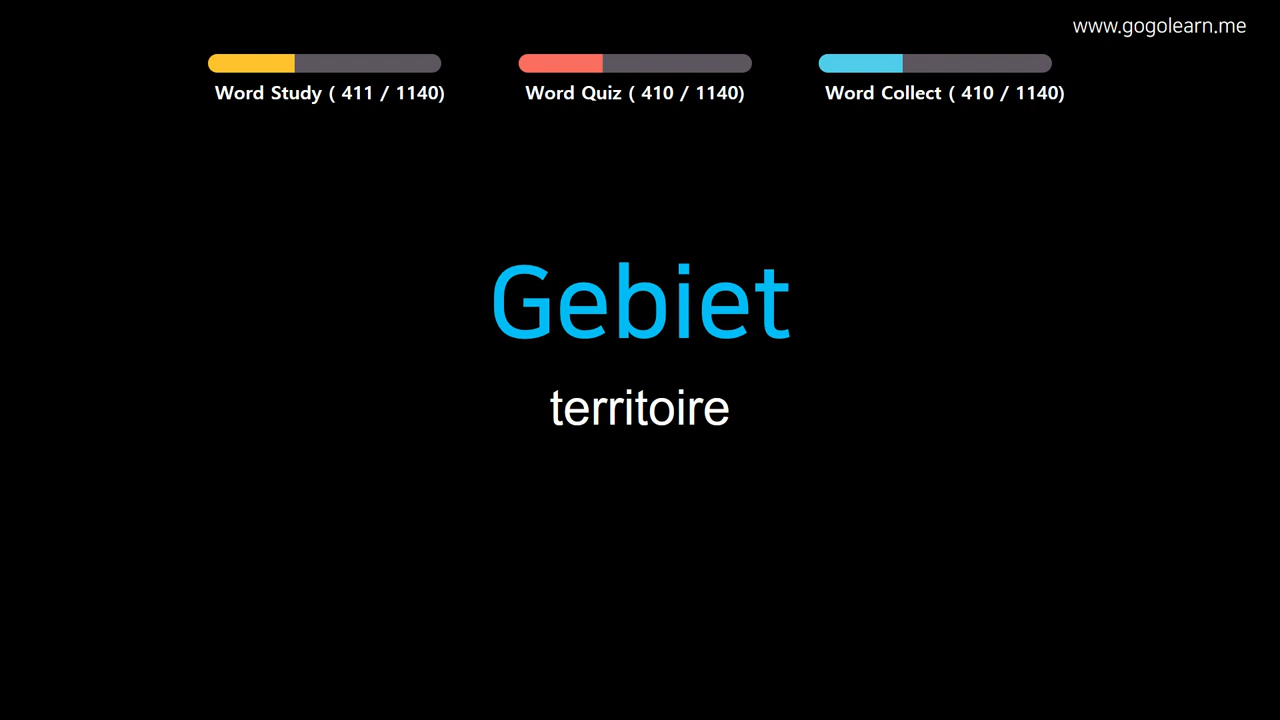 www.gogolearn.me
Word Study ( 411 / 1140)
Word Quiz ( 410 / 1140)
Word Collect ( 410 / 1140)
Gebiet
territoire